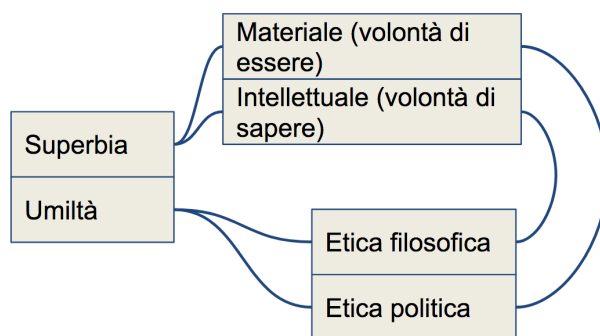 Materiale (volontà di
essere)
Intellettuale (volontà di
sapere)
Superbia
Umiltà
Etica filosofica
Etica politica